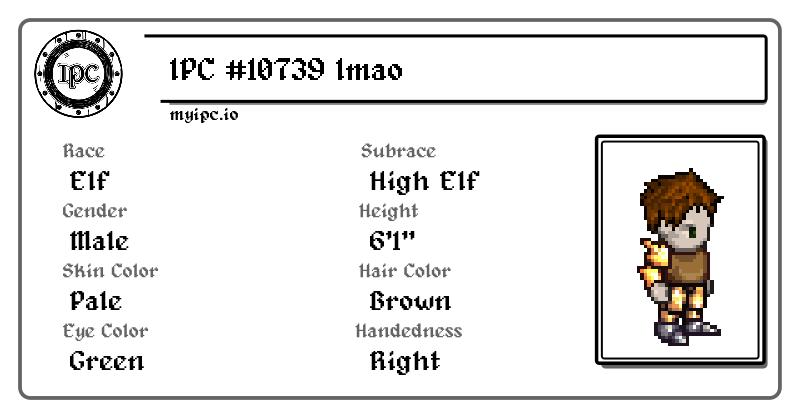 IPC
IPC #10739 Imao
myipc.io
Race
Subrace
Elf
High Elf
Gender
Height
Male
6'1"
Skin Color
Hair Color
Pale
Brown
Eye Color
Handedness
Green
Right